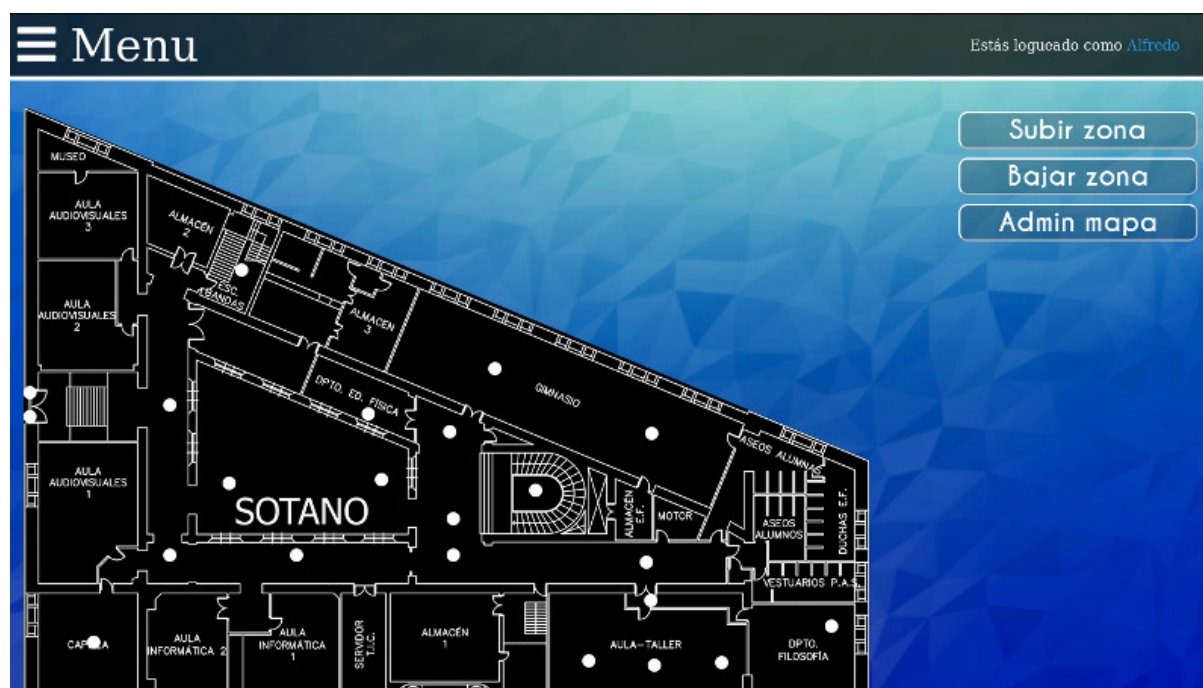 Menu
Estás logueado como Alfredo
Subir zona
Bajar zona
Admin mapa
MUSEO
AULA
AUDIOVISUALES
3
ALMACÉN
2
ESC.
BANDAS
AULA
AUDIOVISUALES
2
ALMACEN
3
DPTO. ED. FÍSICA
GIMNASIO
ASEOS ALUMNAS
AULA
AUDIOVISUALES
1
SOTANO
ALMACÉN
E.F.
MOTOR
ASEOS
ALUMNOS
DUCHAS E.F.
VESTUARIOS P.A.S.
AULA
INFORMÁTICA 2
AULA
INFORMÁTICA
1
SERVIDOR
T.I.C.
ALMACÉN
1
AULA-TALLER
DPTO.
FILOSOFÍA